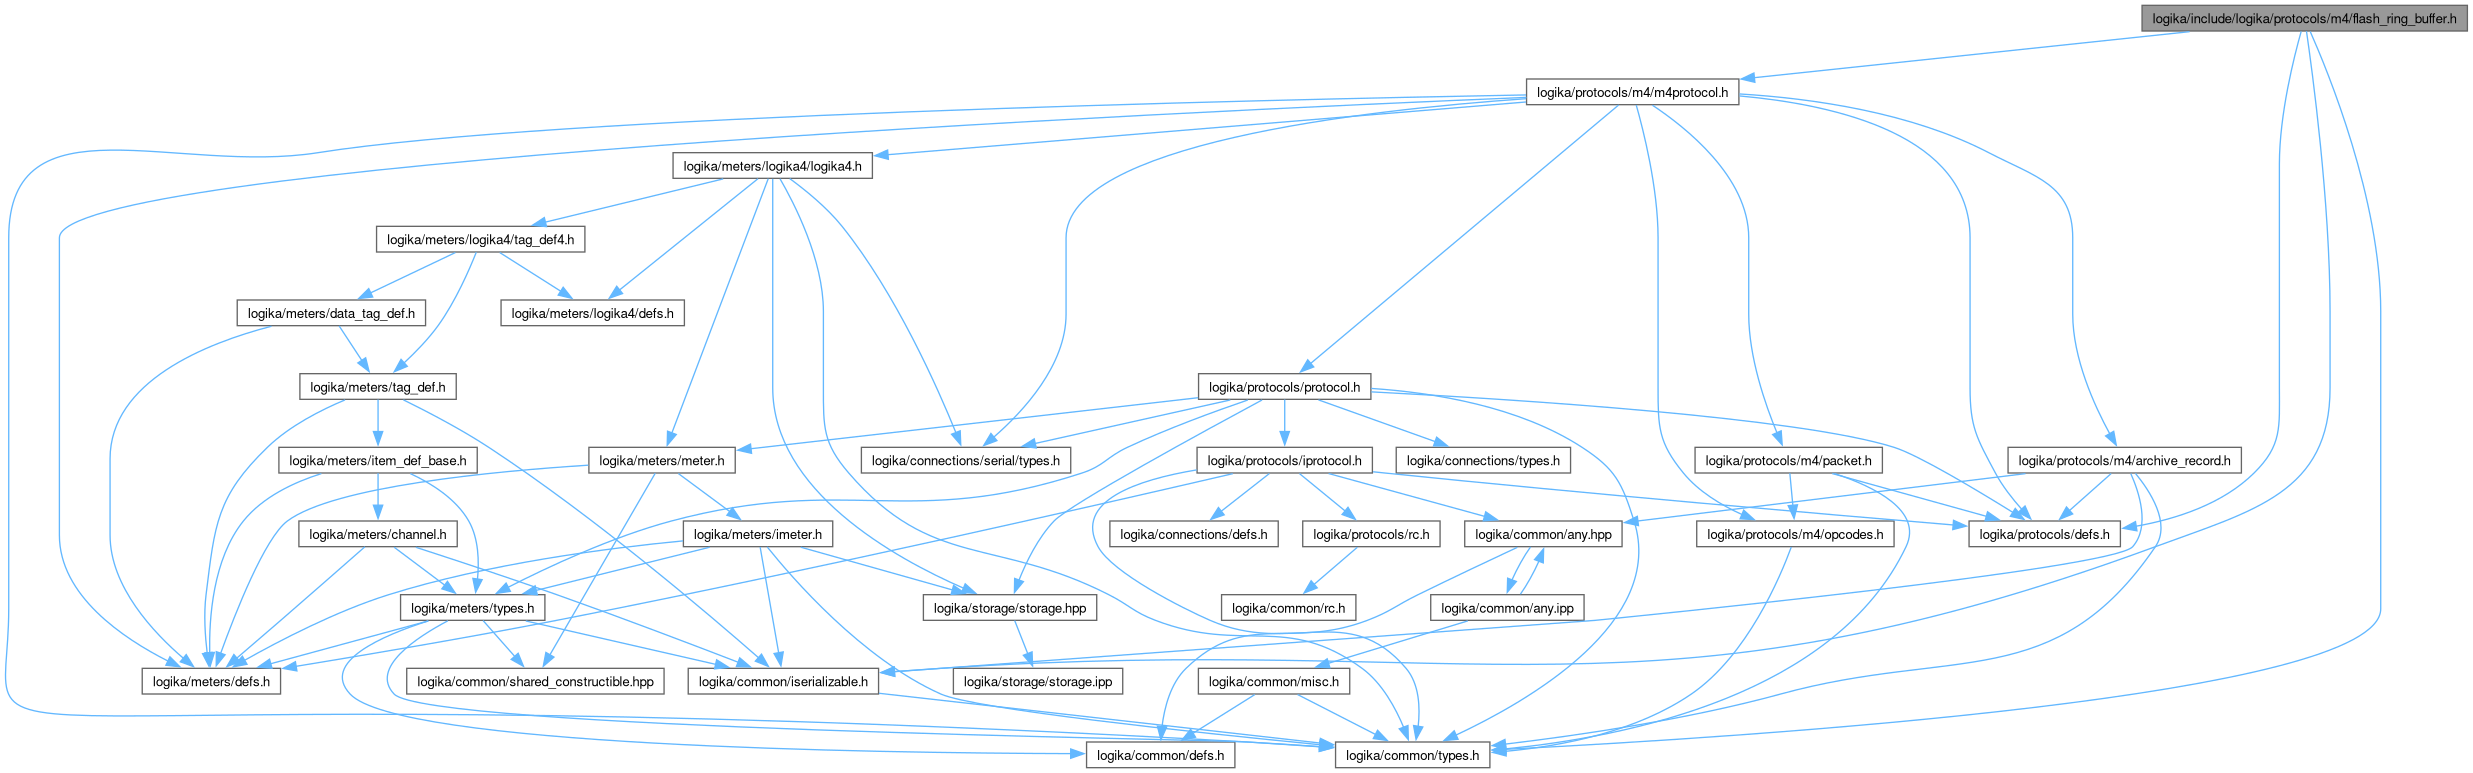 logika/include/logika/protocols/m4/flash_ring_buffer.h
logika/protocols/m4/m4protocol.h
logika/meters/logika4/logika4.h
logika/meters/logika4/tag_def4.h
logika/meters/data_tag_def.h
logika/meters/logika4/defs.h
logika/meters/tag_def.h
logika/protocols/protocol.h
logika/meters/item_def_base.h
logika/meters/meter.h
logika/connections/serial/types.h
logika/protocols/iprotocol.h
logika/connections/types.h
logika/protocols/m4/packet.h
logika/protocols/m4/archive_record.h
logika/meters/channel.h
logika/meters/imeter.h
logika/connections/defs.h
logika/protocols/rc.h
logika/common/any.hpp
logika/protocols/m4/opcodes.h
logika/protocols/defs.h
logika/meters/types.h
logika/storage/storage.hpp
logika/common/rc.h
logika/common/any.ipp
logika/meters/defs.h
logika/common/shared_constructible.hpp
logika/common/iserializable.h
logika/storage/storage.ipp
logika/common/misc.h
logika/common/defs.h
logika/common/types.h